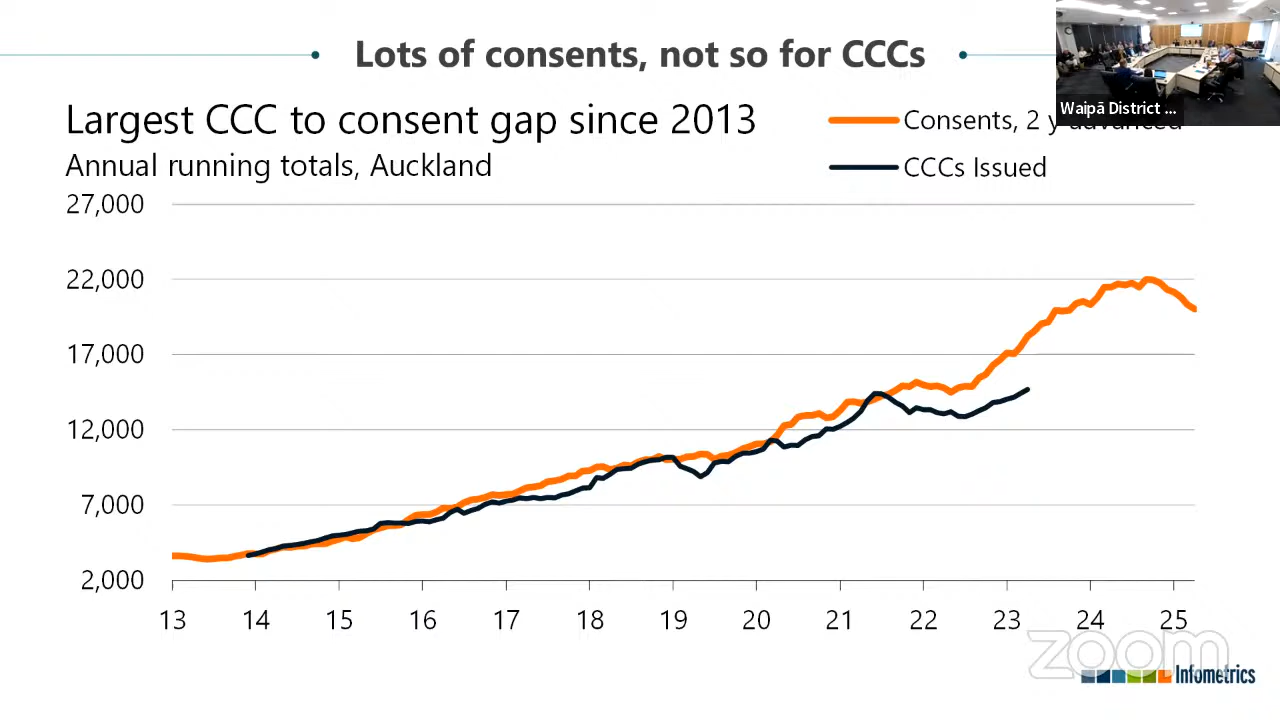 Lots of consents, not so for CCCs
Waipā District ...
Largest CCC to consent gap since 2013
Annual running totals, Auckland
Consents, 2 y advanced
CCCs Issued
27,000
22,000
17,000
12,000
7,000
2,000
13 14 15 16 17 18 19 20 21 22 23 24 25
zoom
Infometrics